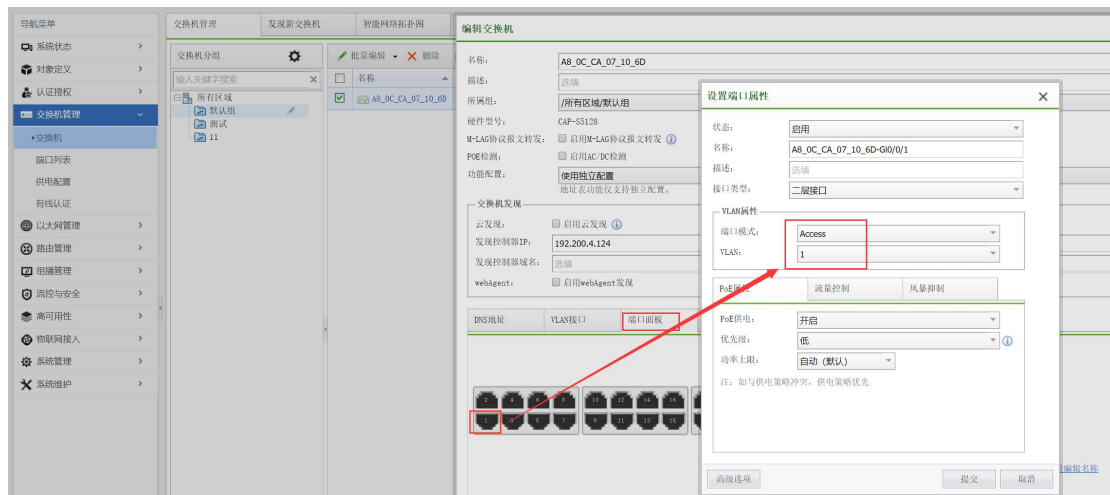 导航菜单
系统状态
对象定义
认证授权
交换机管理
交换机
端口列表
供电配置
有线认证
以太网管理
路由管理
组播管理
流控与安全
高可用性
物联网接入
系统管理
系统维护
交换机管理 发现新交换机 智能网络拓扑图
交换机分组
输入关键字搜索
所有区域
默认组
测试
11
批量编辑 删除
名称
A8_0C_CA_07_10_6D
编辑交换机
名称: A8_0C_CA_07_10_6D
描述: 选填
所属组: /所有区域/默认组
硬件型号: CAP-S5128
M-LAG协议报文转发: 启用M-LAG协议报文转发
POE检测: 启用AC/DC检测
功能配置: 使用独立配置
地址表功能仅支持独立配置。
交换机发现
云发现: 启用云发现
发现控制器IP: 192.200.4.124
发现控制器域名: 选填
webAgent: 启用webAgent发现
DNS地址 VLAN接口 端口面板
2 4 6 8 10 12 14 16
1 3 5 7 9 11 13 15
编辑名称
设置端口属性
状态: 启用
名称: A8_0C_CA_07_10_6D-Gi0/0/1
描述: 选填
接口类型: 二层接口
VLAN属性
端口模式: Access
VLAN: 1
PoE属性 流量控制 风暴抑制
PoE供电: 开启
优先级: 低
功率上限: 自动（默认）
注: 如与供电策略冲突，供电策略优先
高级选项 提交 取消